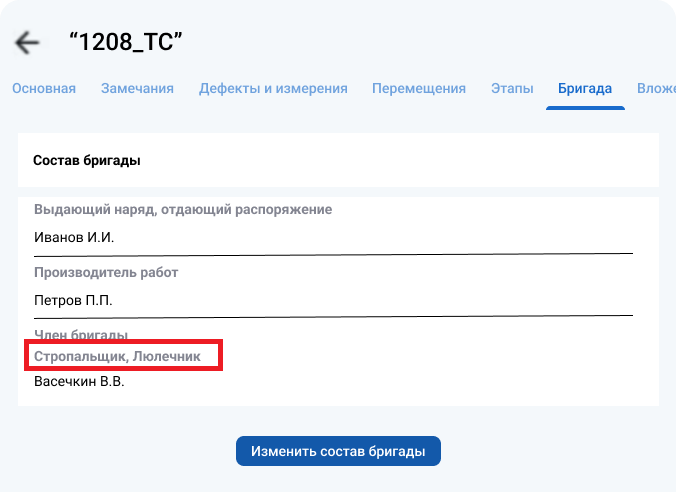 “1208_ТС”
Основная Замечания Дефекты и измерения Перемещения Этапы Бригада Вложе
Состав бригады
Выдающий наряд, отдающий распоряжение
Иванов И.И.
Производитель работ
Петров П.П.
Член бригады
Стропальщик, Люлечник
Васечкин В.В.
Изменить состав бригады